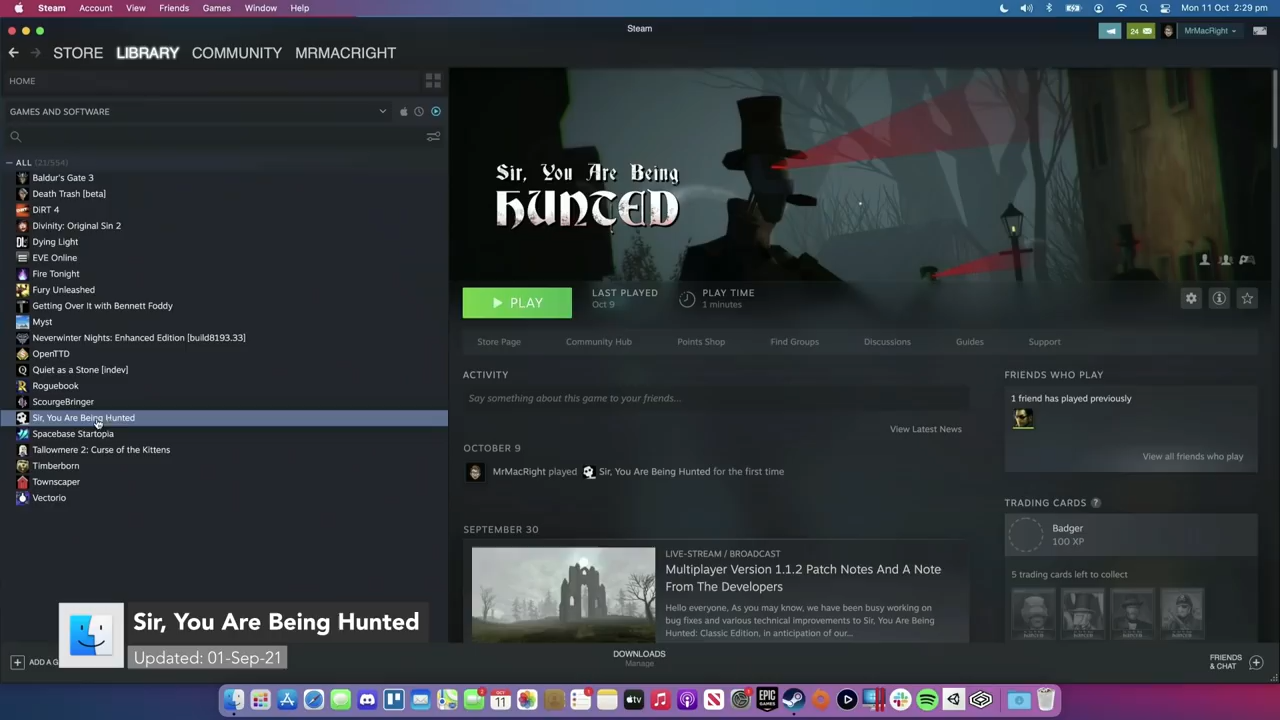 Steam Account View Friends Games Window Help
Mon 11 Oct 2:29 pm
Steam
24
MrMacRight
STORE LIBRARY COMMUNITY MRMACRIGHT
HOME
GAMES AND SOFTWARE
ALL (21/554)
Baldur's Gate 3
Death Trash [beta]
DiRT 4
Divinity: Original Sin 2
Dying Light
EVE Online
Fire Tonight
Fury Unleashed
Getting Over It with Bennett Foddy
Myst
Neverwinter Nights: Enhanced Edition [build8193.33]
OpenTTD
Quiet as a Stone [indev]
Roguebook
ScourgeBringer
Sir, You Are Being Hunted
Spacebase Startopia
Tallowmere 2: Curse of the Kittens
Timberborn
Townscaper
Vectorio
Sir, You Are Being
HUNTED
PLAY
LAST PLAYED
Oct 9
PLAY TIME
1 minutes
Store Page Community Hub Points Shop Find Groups Discussions Guides Support
ACTIVITY
Say something about this game to your friends...
View Latest News
OCTOBER 9
MrMacRight played Sir, You Are Being Hunted for the first time
SEPTEMBER 30
LIVE-STREAM / BROADCAST
Multiplayer Version 1.1.2 Patch Notes And A Note
From The Developers
Hello everyone, As you may know, we have been busy working on
bug fixes and various technical improvements to Sir, You Are
Being Hunted: Classic Edition, in anticipation of our...
FRIENDS WHO PLAY
1 friend has played previously
View all friends who play
TRADING CARDS ?
Badger
100 XP
5 trading cards left to collect
Sir, You Are Being Hunted
Updated: 01-Sep-21
ADD A G
DOWNLOADS
Manage
FRIENDS
& CHAT
EPIC
GAMES